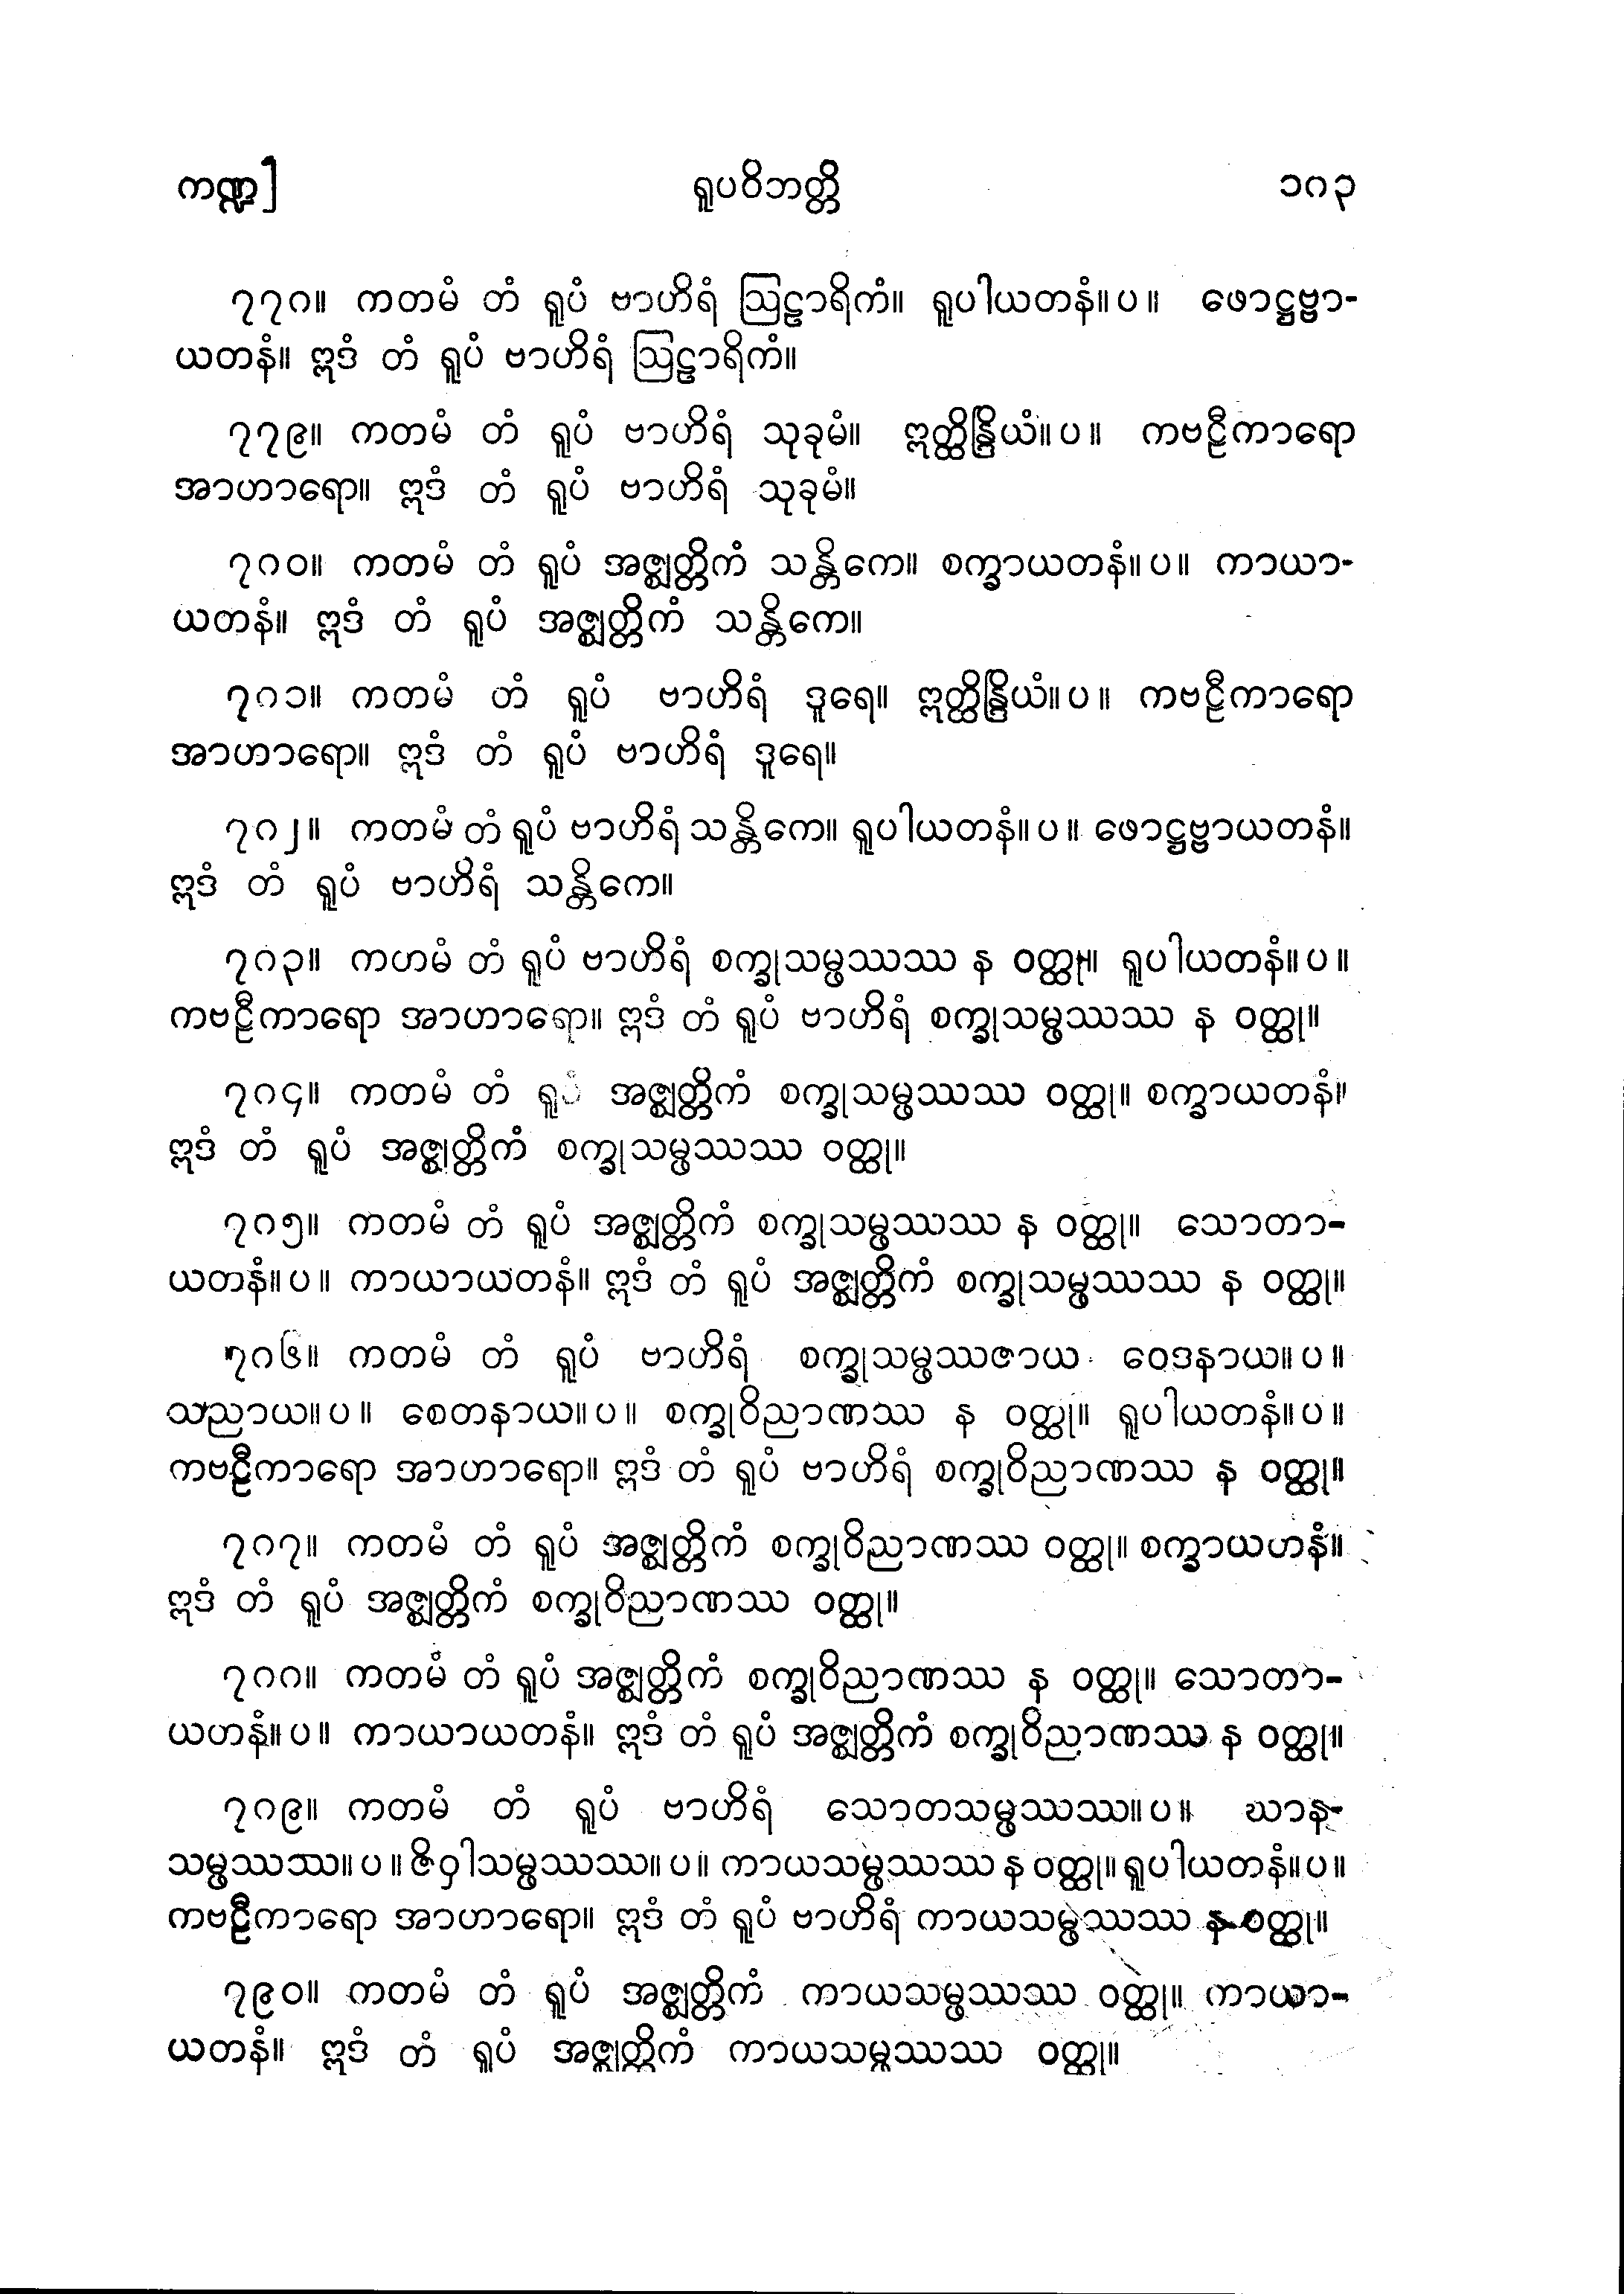 ကဏ္ဍ] ရူပဝိဘတ္တိ ၁၈၃
၇၇၈။ ကတမံ တံ ရူပံ ဗာဟိရံ ဩဠာရိကံ။ ရူပါယတနံ။ပ။ ဖောဋ္ဌဗ္ဗာ-
ယတနံ။ ဣဒံ တံ ရူပံ ဗာဟိရံ ဩဠာရိကံ။
၇၇၉။ ကတမံ တံ ရူပံ ဗာဟိရံ သုခုမံ။ ဣတ္ထိန္ဒြိယံ။ပ။ ကဗဠီကာရော
အာဟာရော။ ဣဒံ တံ ရူပံ ဗာဟိရံ သုခုမံ။
၇၈၀။ ကတမံ တံ ရူပံ အဇ္ဈတ္တိကံ သန္တိကေ။ စက္ခာယတနံ။ပ။ ကာယာ-
ယတနံ။ ဣဒံ တံ ရူပံ အဇ္ဈတ္တိကံ သန္တိကေ။
၇၈၁။ ကတမံ တံ ရူပံ ဗာဟိရံ ဒူရေ။ ဣတ္ထိန္ဒြိယံ။ပ။ ကဗဠီကာရော
အာဟာရော။ ဣဒံ တံ ရူပံ ဗာဟိရံ ဒူရေ။
၇၈၂။ ကတမံ တံ ရူပံ ဗာဟိရံ သန္တိကေ။ ရူပါယတနံ။ပ။ ဖောဋ္ဌဗ္ဗာယတနံ။
ဣဒံ တံ ရူပံ ဗာဟိရံ သန္တိကေ။
၇၈၃။ ကဟမံ တံ ရူပံ ဗာဟိရံ စက္ခုသမ္ဖဿဿ န ဝတ္ထု။ ရူပါယတနံ။ပ။
ကဗဠီကာရော အာဟာရော။ ဣဒံ တံ ရူပံ ဗာဟိရံ စက္ခုသမ္ဖဿဿ န ဝတ္ထု။
၇၈၄။ ကတမံ တံ ရူပံ အဇ္ဈတ္တိကံ စက္ခုသမ္ဖဿဿ ဝတ္ထု။ စက္ခာယတနံ။
ဣဒံ တံ ရူပံ အဇ္ဈတ္တိကံ စက္ခုသမ္ဖဿဿ ဝတ္ထု။
၇၈၅။ ကတမံ တံ ရူပံ အဇ္ဈတ္တိကံ စက္ခုသမ္ဖဿဿ န ဝတ္ထု။ သောတာ-
ယတနံ။ပ။ ကာယာယတနံ။ ဣဒံ တံ ရူပံ အဇ္ဈတ္တိကံ စက္ခုသမ္ဖဿဿ န ဝတ္ထု။
၇၈၆။ ကတမံ တံ ရူပံ ဗာဟိရံ စက္ခုသမ္ဖဿဇာယ ဝေဒနာယ။ပ။
သညာယ။ပ။ စေတနာယ။ပ။ စက္ခုဝိညာဏဿ န ဝတ္ထု။ ရူပါယတနံ။ပ။
ကဗဠီကာရော အာဟာရော။ ဣဒံ တံ ရူပံ ဗာဟိရံ စက္ခုဝိညာဏဿ န ဝတ္ထု။
၇၈၇။ ကတမံ တံ ရူပံ အဇ္ဈတ္တိကံ စက္ခုဝိညာဏဿ ဝတ္ထု။ စက္ခာယဟနံ။
ဣဒံ တံ ရူပံ အဇ္ဈတ္တိကံ စက္ခုဝိညာဏဿ ဝတ္ထု။
၇၈၈။ ကတမံ တံ ရူပံ အဇ္ဈတ္တိကံ စက္ခုဝိညာဏဿ န ဝတ္ထု။ သောတာ-
ယဟနံ။ပ။ ကာယာယတနံ။ ဣဒံ တံ ရူပံ အဇ္ဈတ္တိကံ စက္ခုဝိညာဏဿ န ဝတ္ထု။
၇၈၉။ ကတမံ တံ ရူပံ ဗာဟိရံ သောတသမ္ဖဿဿ။ပ။ ဃာန-
သမ္ဖဿဿ။ပ။ ဇိဝှါသမ္ဖဿဿ။ပ။ ကာယသမ္ဖဿဿ န ဝတ္ထု။ ရူပါယတနံ။ပ။
ကဗဠီကာရော အာဟာရော။ ဣဒံ တံ ရူပံ ဗာဟိရံ ကာယသမ္ဖဿဿ န ဝတ္ထု။
၇၉၀။ ကတမံ တံ ရူပံ အဇ္ဈတ္တိကံ ကာယသမ္ဖဿဿ ဝတ္ထု။ ကာယာ-
ယတနံ။ ဣဒံ တံ ရူပံ အဇ္ဈတ္တိကံ ကာယသမ္ဖဿဿ ဝတ္ထု။